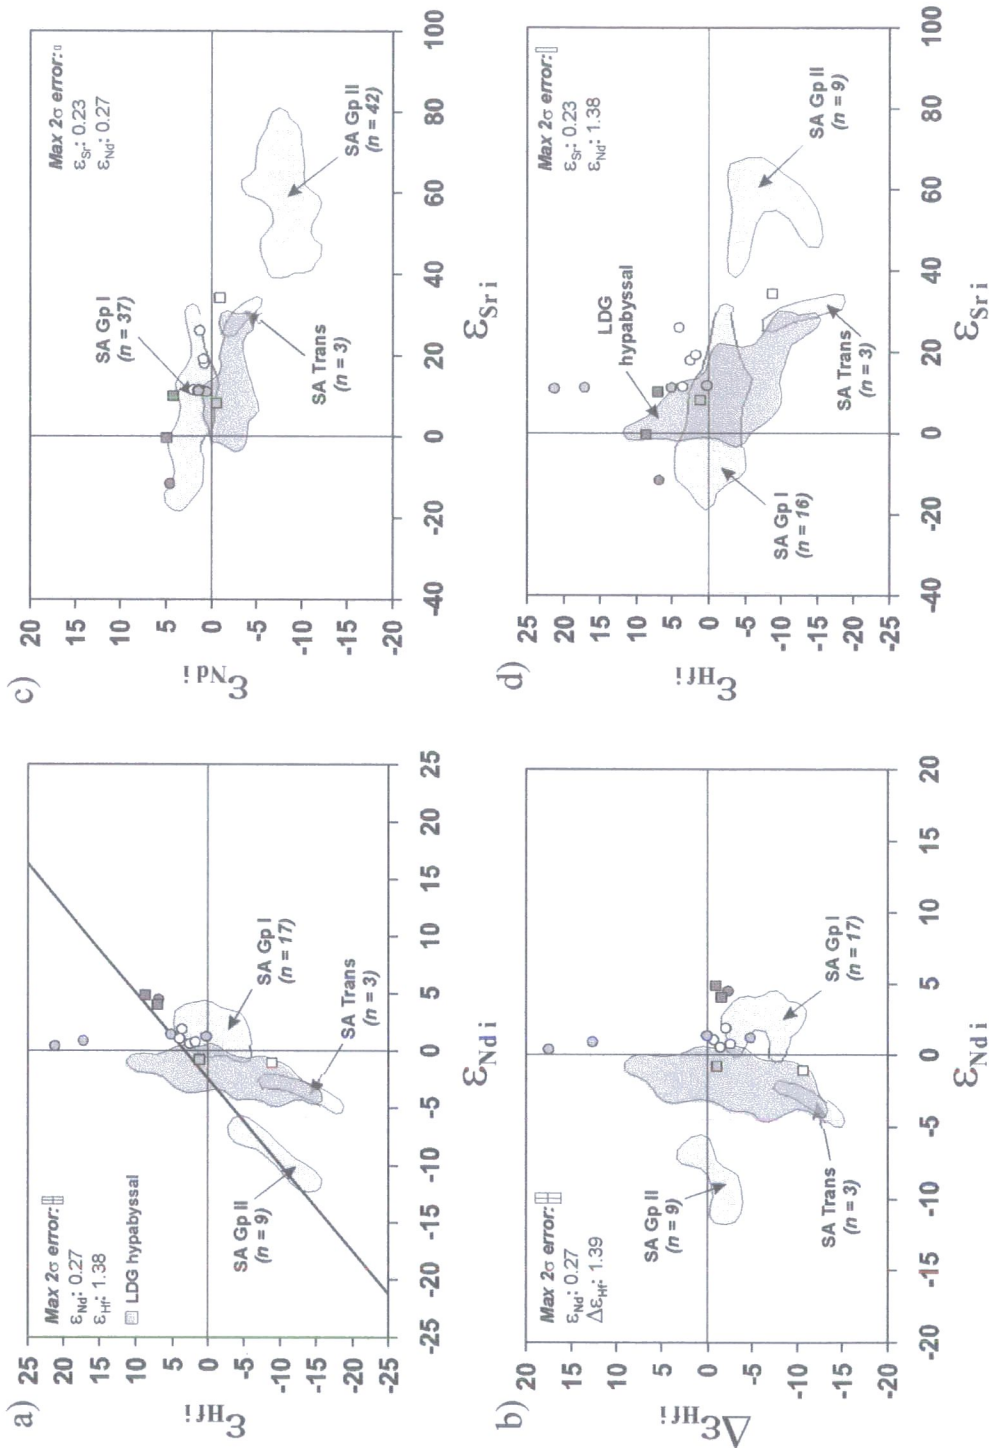 a)
25
20
15
10
5
0
-5
-10
-15
-20
-25
εHf i
Max 2σ error:
εNd: 0.27
εHf: 1.38
LDG hypabyssal
SA Gp II
(n = 9)
SA Gp I
(n = 17)
SA Trans
(n = 3)
-25 -20 -15 -10 -5 0 5 10 15 20 25
εNd i
b)
20
15
10
5
0
-5
-10
-15
-20
ΔεHf i
Max 2σ error:
εNd: 0.27
ΔεHf: 1.39
SA Gp II
(n = 9)
SA Trans
(n = 3)
SA Gp I
(n = 17)
-20 -15 -10 -5 0 5 10 15 20
εNd i
c)
20
15
10
5
0
-5
-10
-15
-20
εNd i
SA Gp I
(n = 37)
Max 2σ error:
εSr: 0.23
εNd: 0.27
SA Trans
(n = 3)
SA Gp II
(n = 42)
-40 -20 0 20 40 60 80 100
εSr i
d)
25
20
15
10
5
0
-5
-10
-15
-20
-25
εHf i
LDG
hypabyssal
Max 2σ error:
εSr: 0.23
εNd: 1.38
SA Gp I
(n = 16)
SA Trans
(n = 3)
SA Gp II
(n = 9)
-40 -20 0 20 40 60 80 100
εSr i